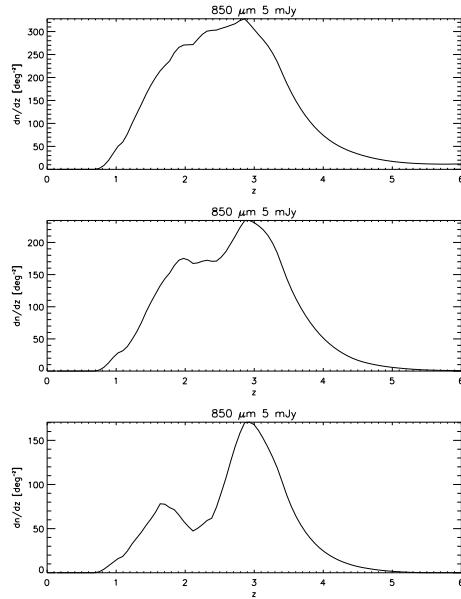 850 μm 5 mJy
dn/dz [deg⁻²]
300
250
200
150
100
50
0
0 1 2 3 4 5 6
z
850 μm 5 mJy
dn/dz [deg⁻²]
200
150
100
50
0
0 1 2 3 4 5 6
z
850 μm 5 mJy
dn/dz [deg⁻²]
150
100
50
0
0 1 2 3 4 5 6
z